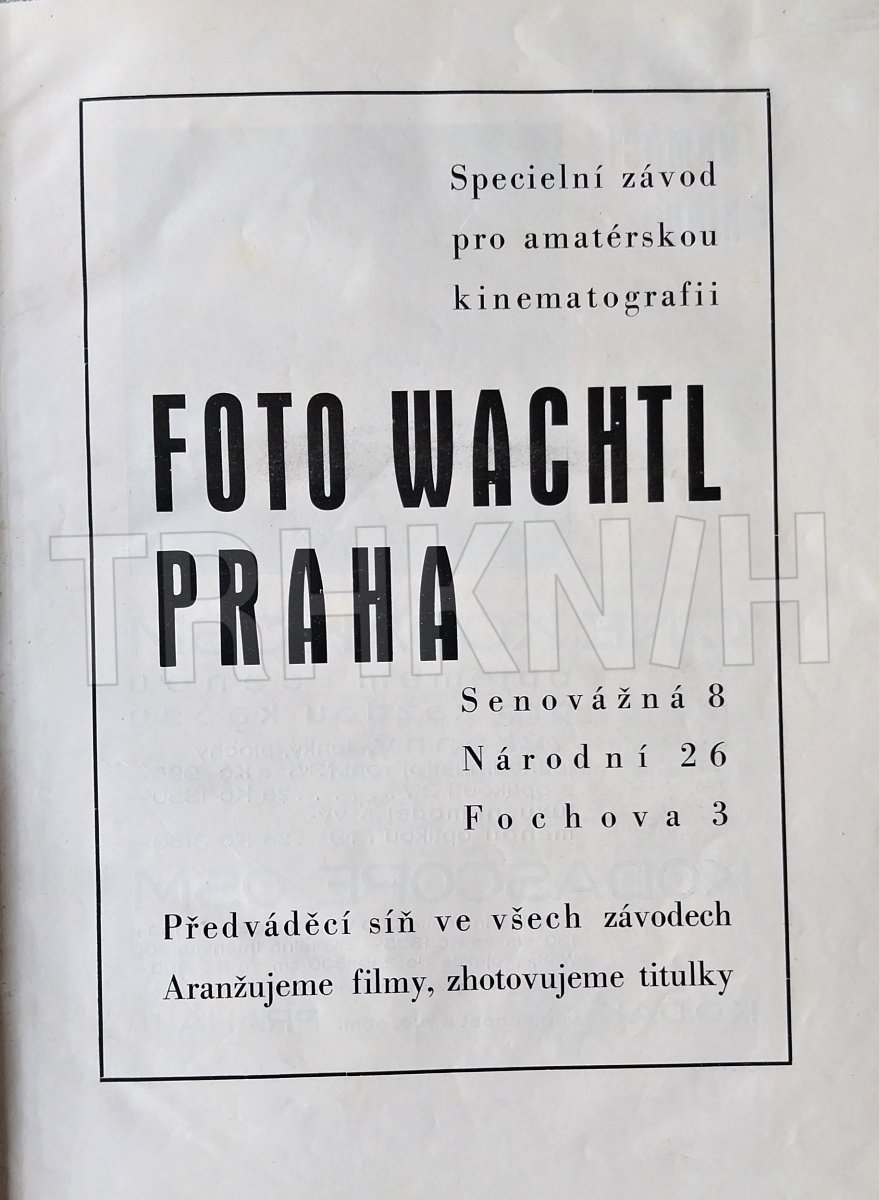 Specielní závod
pro amatérskou
kinematografii
FOTO WACHTL
PRAHA
TRHKN/H
Senovážná 8
Národní 26
Fochova 3
Předváděcí síň ve všech závodech
Aranžujeme filmy, zhotovujeme titulky